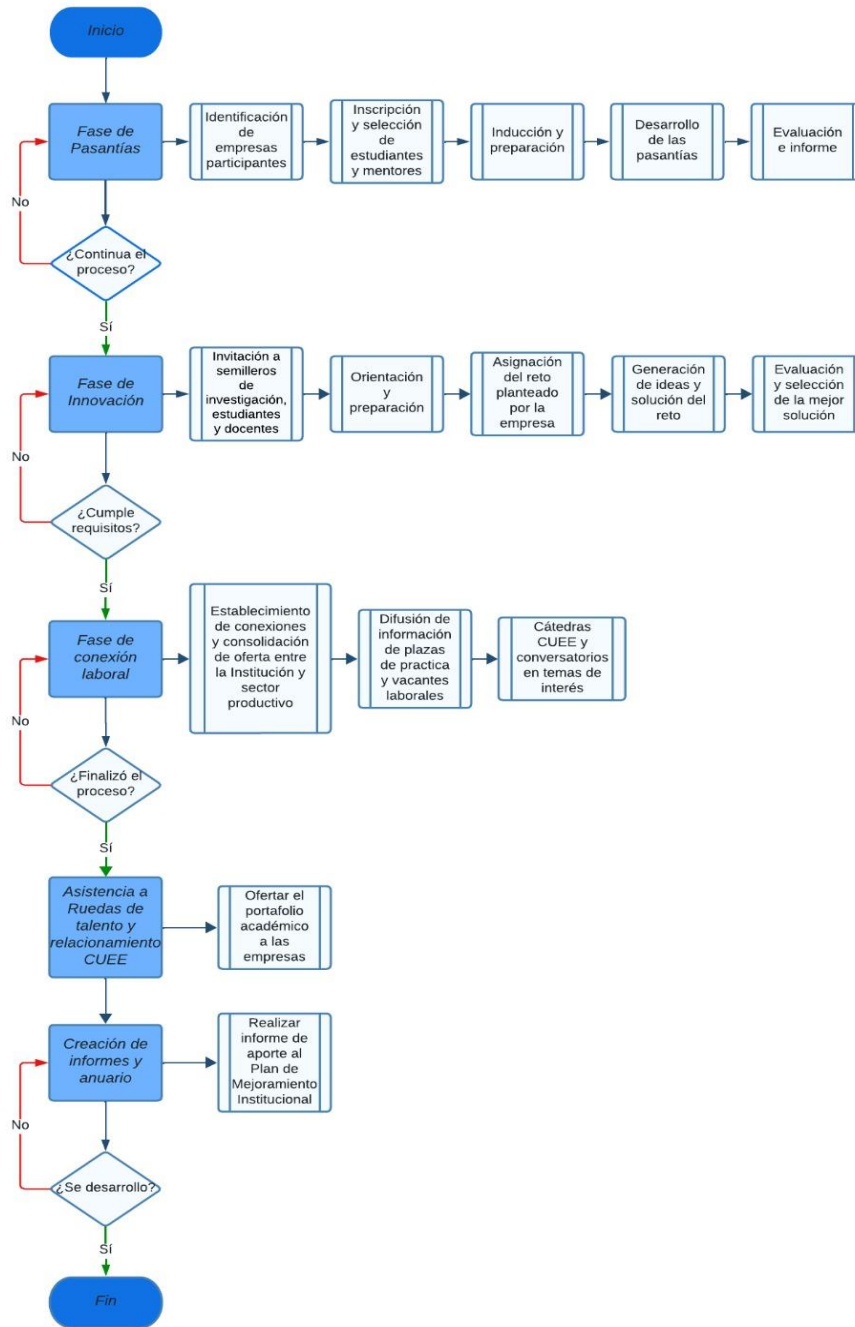 Inicio
Fase de
Pasantías
Identificación
de
empresas
participantes
Inscripción
y selección
de
estudiantes
y mentores
Inducción y
preparación
Desarrollo
de las
pasantías
Evaluación
e informe
No
¿Continua el
proceso?
Sí
Fase de
Innovación
Invitación a
semilleros
de
investigación,
estudiantes
y docentes
Orientación
y
preparación
Asignación
del reto
planteado
por la
empresa
Generación
de ideas y
solución del
reto
Evaluación
y selección
de la mejor
solución
No
¿Cumple
requisitos?
Sí
Fase de
conexión
laboral
Establecimiento
de conexiones
y consolidación
de oferta entre
la Institución y
sector
productivo
Difusión de
información
de plazas
de practica
y vacantes
laborales
Cátedras
CUEE y
conversatorios
en temas de
interés
No
¿Finalizó el
proceso?
Sí
Asistencia a
Ruedas de
talento y
relacionamiento
CUEE
Ofertar el
portafolio
académico
a las
empresas
Creación de
informes y
anuario
Realizar
informe de
aporte al
Plan de
Mejoramiento
Institucional
No
¿Se desarrollo?
Sí
Fin